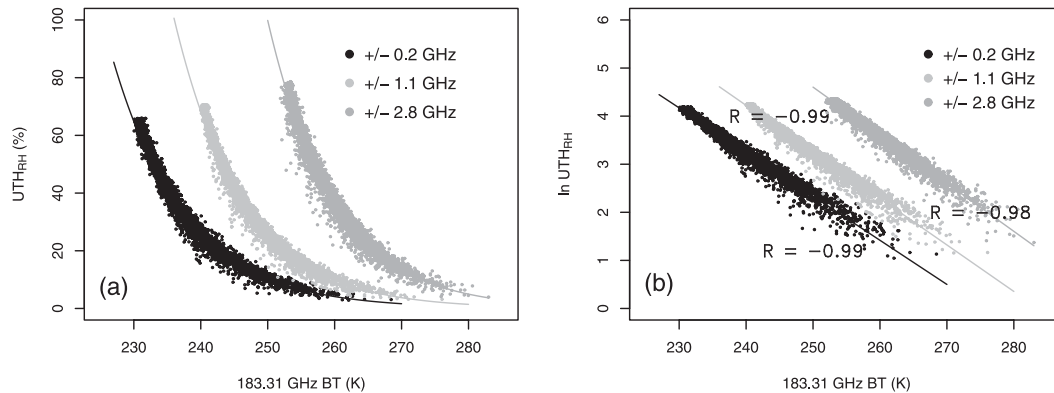 100
80
60
40
20
0
UTH_RH (%)
+/− 0.2 GHz
+/− 1.1 GHz
+/− 2.8 GHz
(a)
230 240 250 260 270 280
183.31 GHz BT (K)
6
5
4
3
2
1
0
ln UTH_RH
+/− 0.2 GHz
+/− 1.1 GHz
+/− 2.8 GHz
R = −0.99
R = −0.98
R = −0.99
(b)
230 240 250 260 270 280
183.31 GHz BT (K)